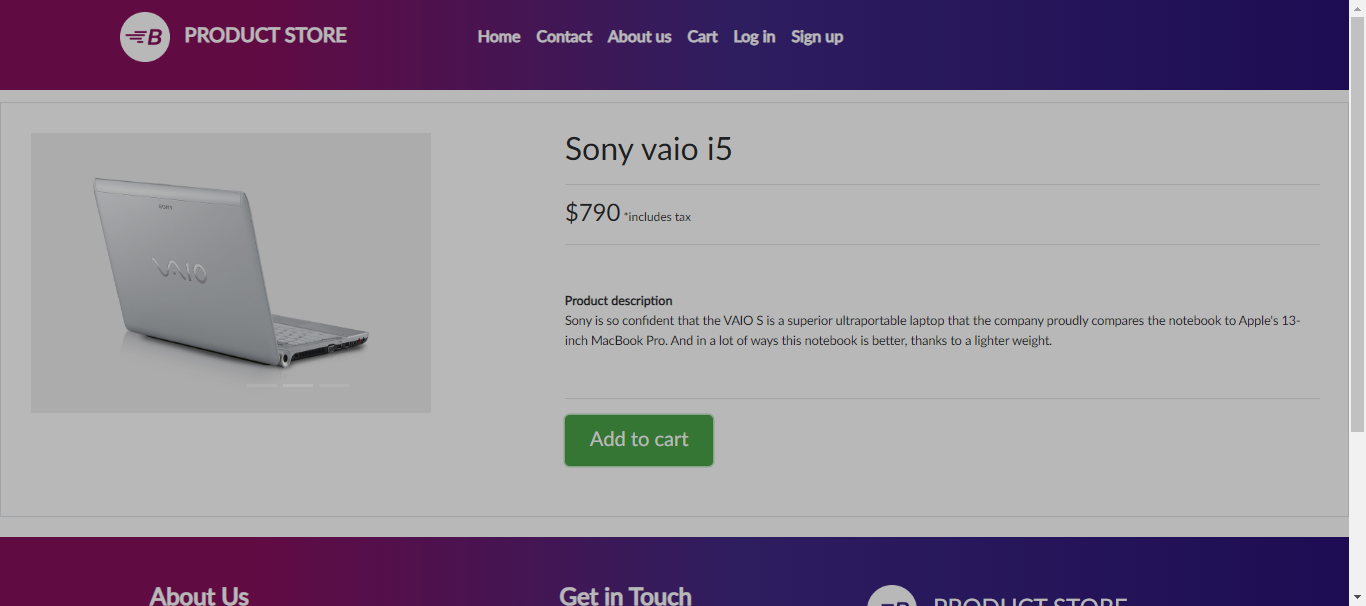 B PRODUCT STORE
Home Contact About us Cart Log in Sign up
SONY
VAIO
Sony vaio i5
$790 *includes tax
Product description
Sony is so confident that the VAIO S is a superior ultraportable laptop that the company proudly compares the notebook to Apple's 13-
inch MacBook Pro. And in a lot of ways this notebook is better, thanks to a lighter weight.
Add to cart
About Us
Get in Touch
B PRODUCT STORE